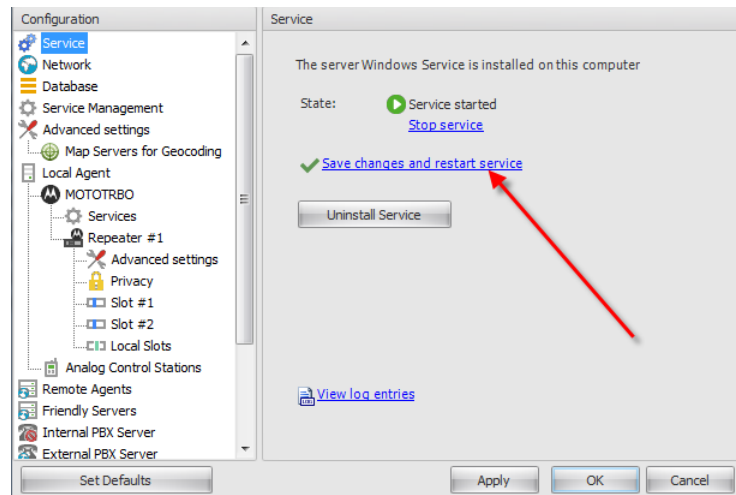 Configuration
Service
Network
Database
Service Management
Advanced settings
Map Servers for Geocoding
Local Agent
MOTOTRBO
Services
Repeater #1
Advanced settings
Privacy
Slot #1
Slot #2
Local Slots
Analog Control Stations
Remote Agents
Friendly Servers
Internal PBX Server
External PBX Server
Set Defaults
Service
The server Windows Service is installed on this computer
State: Service started
Stop service
Save changes and restart service
Uninstall Service
View log entries
Apply OK Cancel